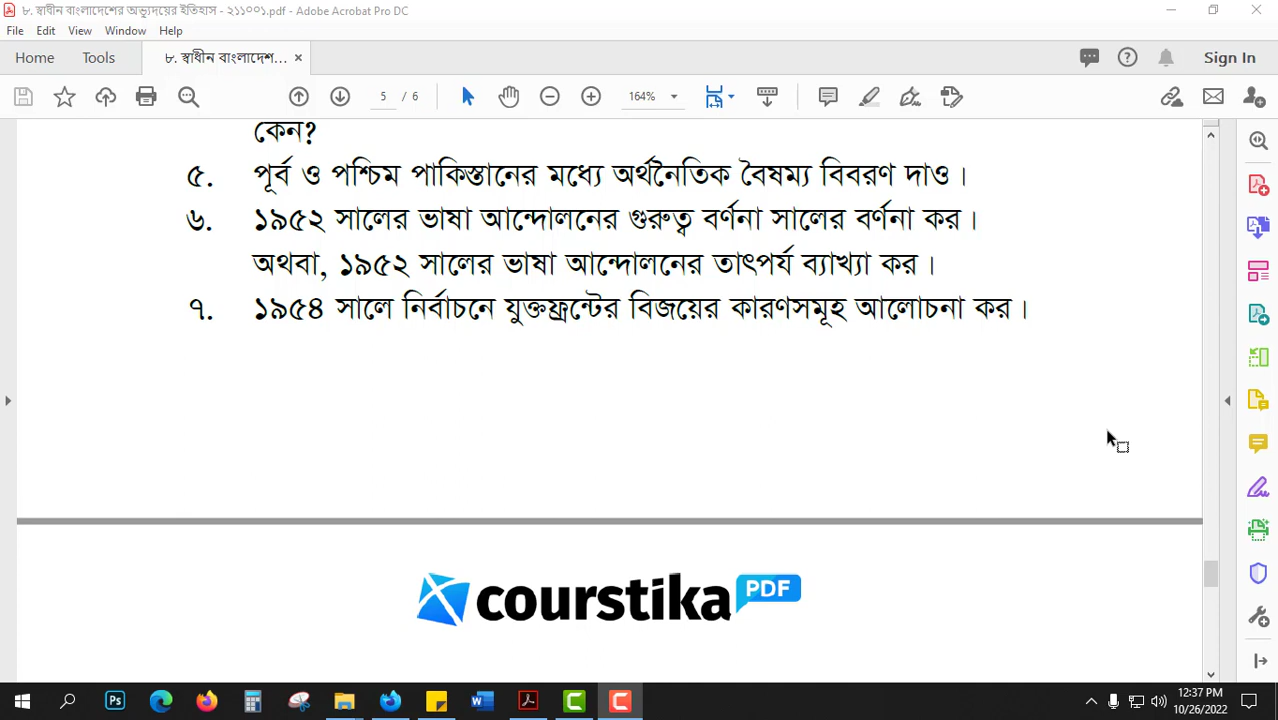 ৮. স্বাধীন বাংলাদেশের অভ্যুদয়ের ইতিহাস - ২১১০০১.pdf - Adobe Acrobat Pro DC
File Edit View Window Help
Home Tools ৮. স্বাধীন বাংলাদেশ... × Sign In
5 / 6 164%
কেন?
৫. পূর্ব ও পশ্চিম পাকিস্তানের মধ্যে অর্থনৈতিক বৈষম্য বিবরণ দাও।
৬. ১৯৫২ সালের ভাষা আন্দোলনের গুরুত্ব বর্ণনা সালের বর্ণনা কর।
অথবা, ১৯৫২ সালের ভাষা আন্দোলনের তাৎপর্য ব্যাখ্যা কর।
৭. ১৯৫৪ সালে নির্বাচনে যুক্তফ্রন্টের বিজয়ের কারণসমূহ আলোচনা কর।
courstika PDF
Ps
12:37 PM
10/26/2022